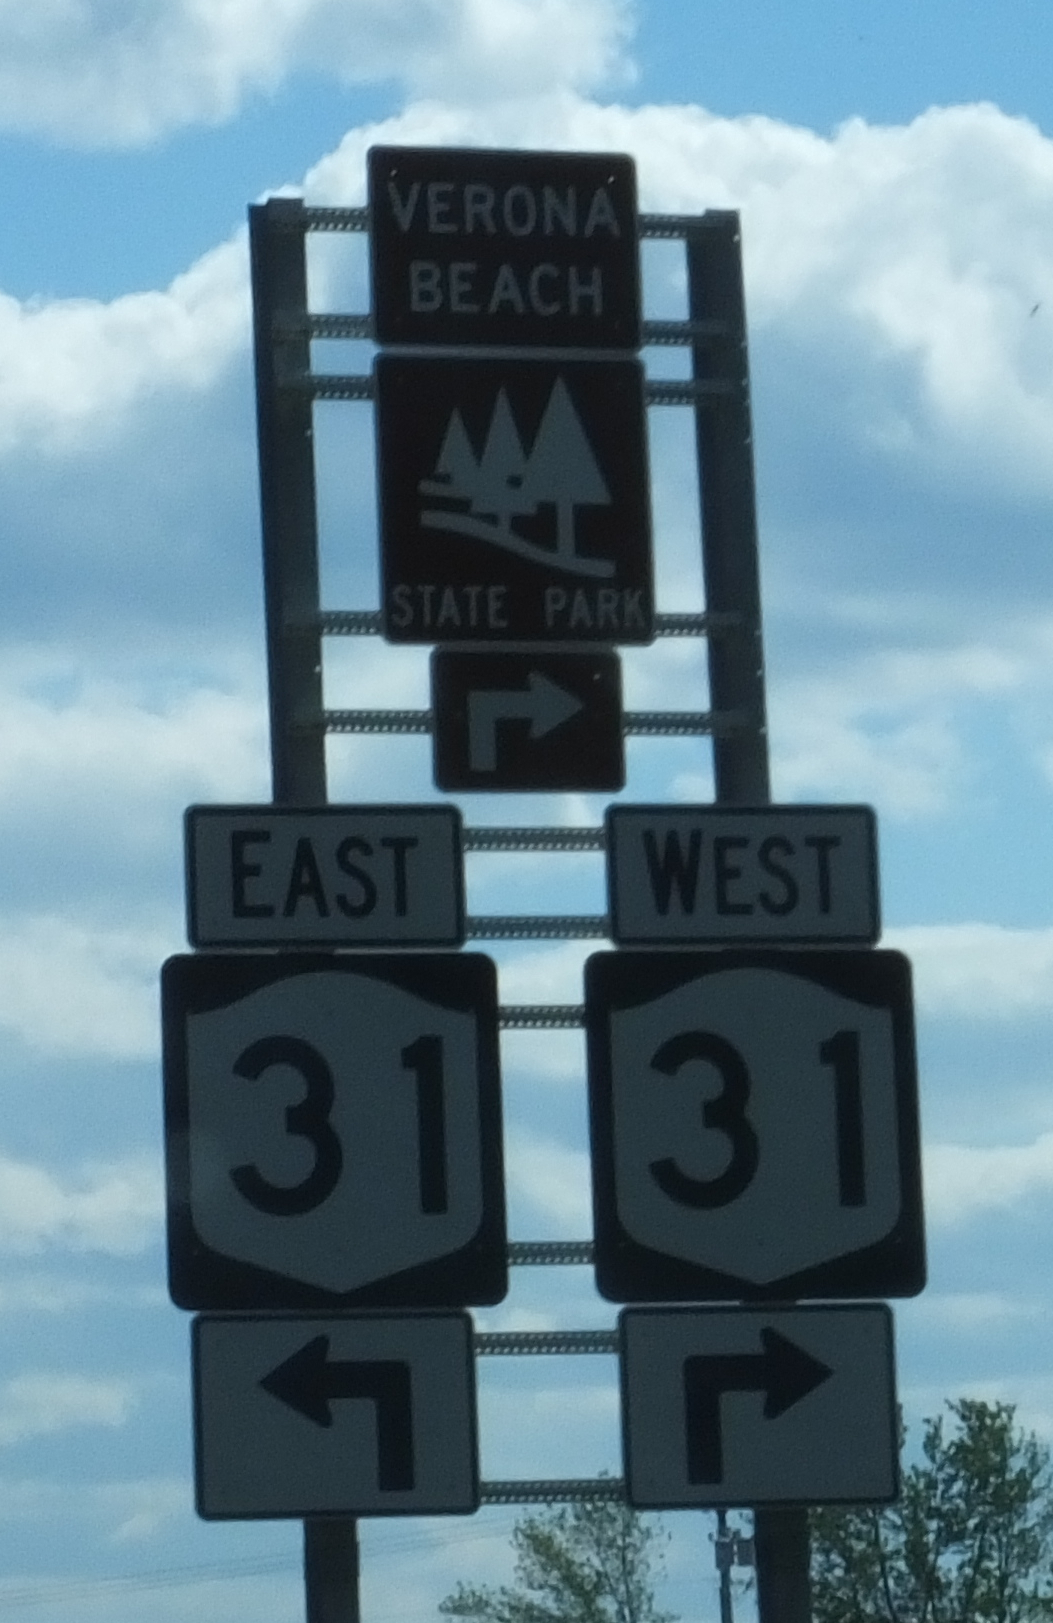 VERONA
BEACH
STATE PARK
EAST
31
WEST
31